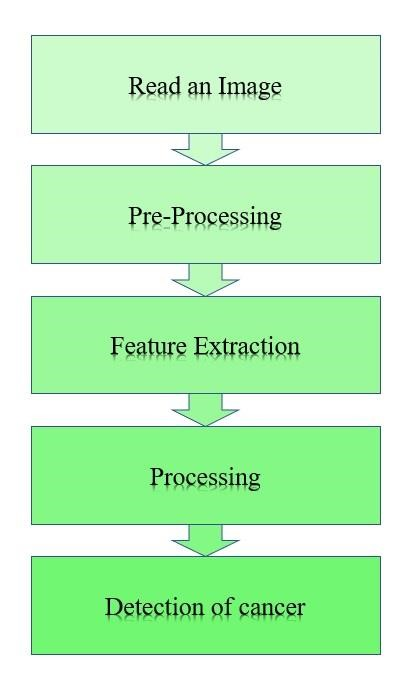 Read an Image
Pre-Processing
Feature Extraction
Processing
Detection of cancer